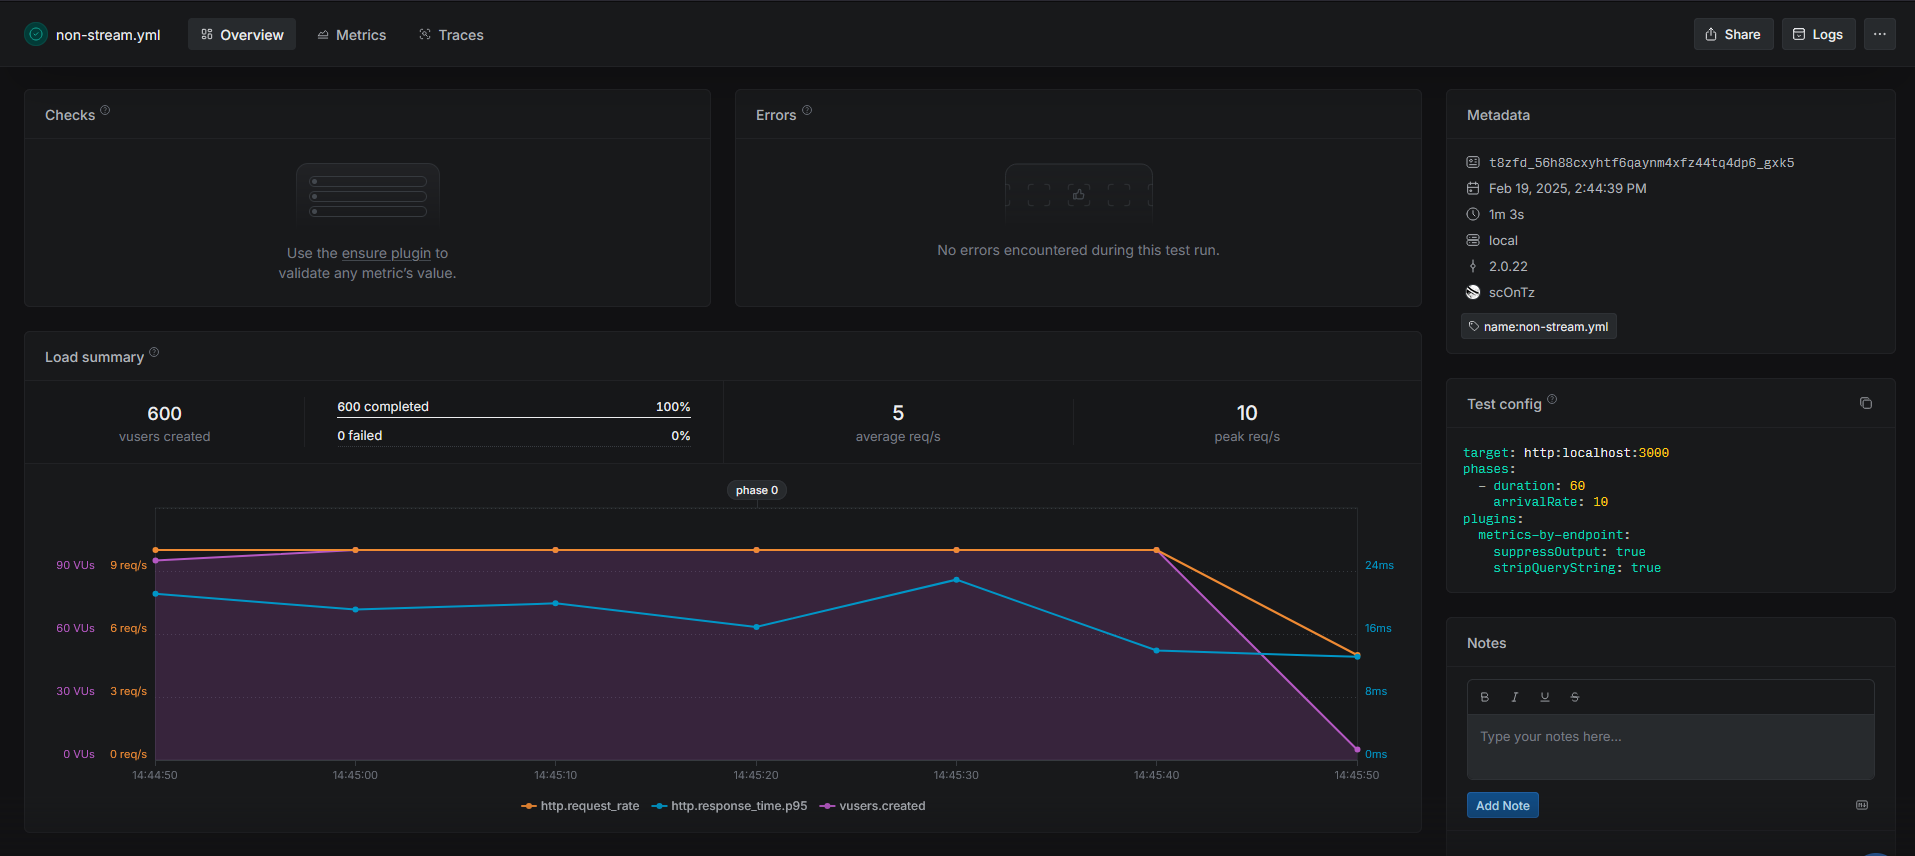 non-stream.yml
Overview
Metrics
Traces
Share
Logs
Checks
Use the ensure plugin to
validate any metric's value.
Errors
No errors encountered during this test run.
Load summary
600
vusers created
600 completed 100%
0 failed 0%
5
average req/s
10
peak req/s
phase 0
90 VUs 9 req/s 24ms
60 VUs 6 req/s 16ms
30 VUs 3 req/s 8ms
0 VUs 0 req/s 0ms
14:44:50 14:45:00 14:45:10 14:45:20 14:45:30 14:45:40 14:45:50
http.request_rate http.response_time.p95 vusers.created
Metadata
t8zfd_56h88cxyhtf6qaynm4xfz44tq4dp6_gxk5
Feb 19, 2025, 2:44:39 PM
1m 3s
local
2.0.22
scOnTz
name:non-stream.yml
Test config
target: http:localhost:3000
phases:
- duration: 60
arrivalRate: 10
plugins:
metrics-by-endpoint:
suppressOutput: true
stripQueryString: true
Notes
B I U S
Type your notes here...
Add Note